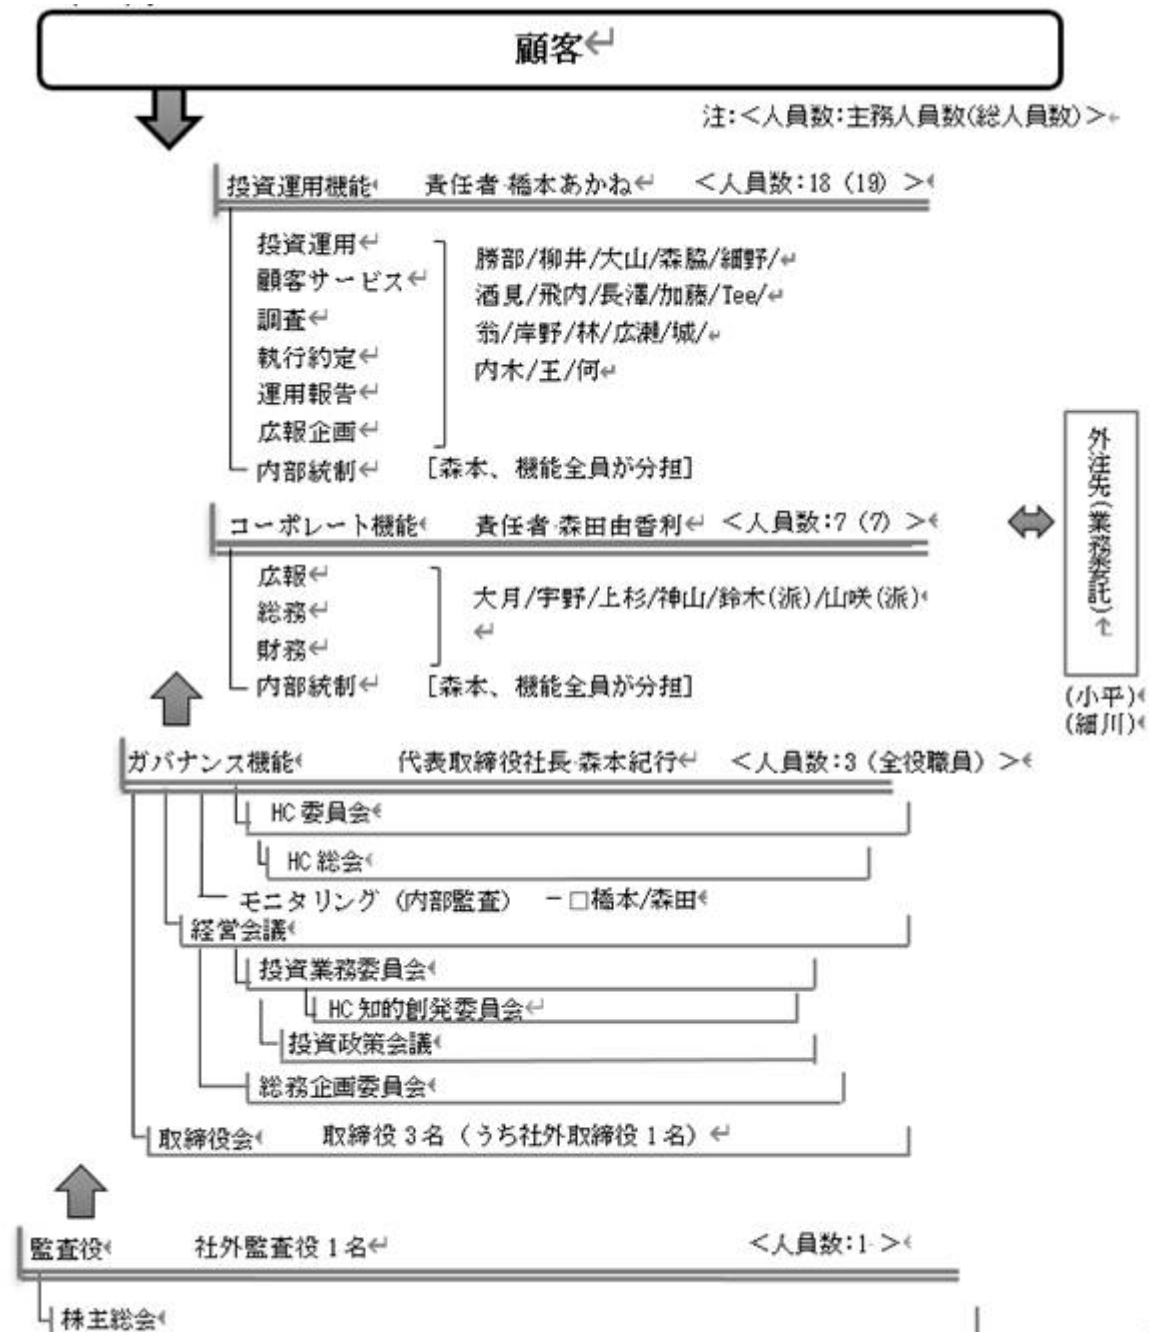 顧客
注:＜人員数:主務人員数(総人員数)＞
投資運用機能 責任者 橋本あかね ＜人員数:18 (19) ＞
投資運用
顧客サービス
調査
執行約定
運用報告
広報企画
勝部/柳井/大山/森脇/細野/
酒見/飛内/長澤/加藤/Tee/
翁/岸野/林/広瀬/城/
内木/王/何
内部統制 [森本、機能全員が分担]
コーポレート機能 責任者 森田由香利 ＜人員数:7 (7) ＞
広報
総務
財務
大月/宇野/上杉/神山/鈴木(派)/山咲(派)
内部統制 [森本、機能全員が分担]
外注先(業務委託)
(小平)
(細川)
ガバナンス機能 代表取締役社長 森本紀行 ＜人員数:3 (全役職員) ＞
HC 委員会
HC 総会
モニタリング (内部監査) －□橋本/森田
経営会議
投資業務委員会
HC 知的創発委員会
投資政策会議
総務企画委員会
取締役会 取締役 3 名 (うち社外取締役 1 名)
監査役 社外監査役 1 名 ＜人員数:1 ＞
株主総会